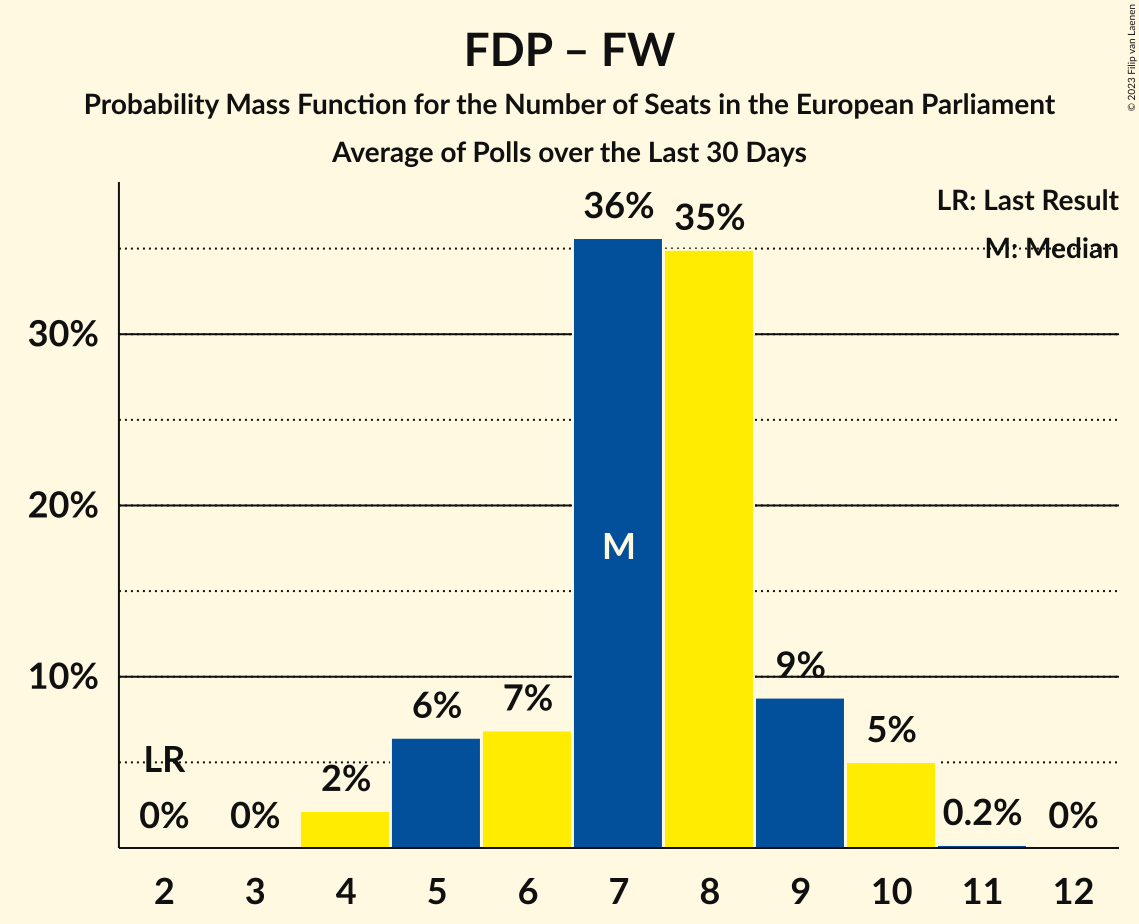 FDP – FW
Probability Mass Function for the Number of Seats in the European Parliament
Average of Polls over the Last 30 Days
© 2023 Filip van Laenen
LR: Last Result
M: Median
36%
35%
30%
20%
M
10%
9%
7%
6%
5%
LR
2%
0%
0%
0.2%
0%
2 3 4 5 6 7 8 9 10 11 12